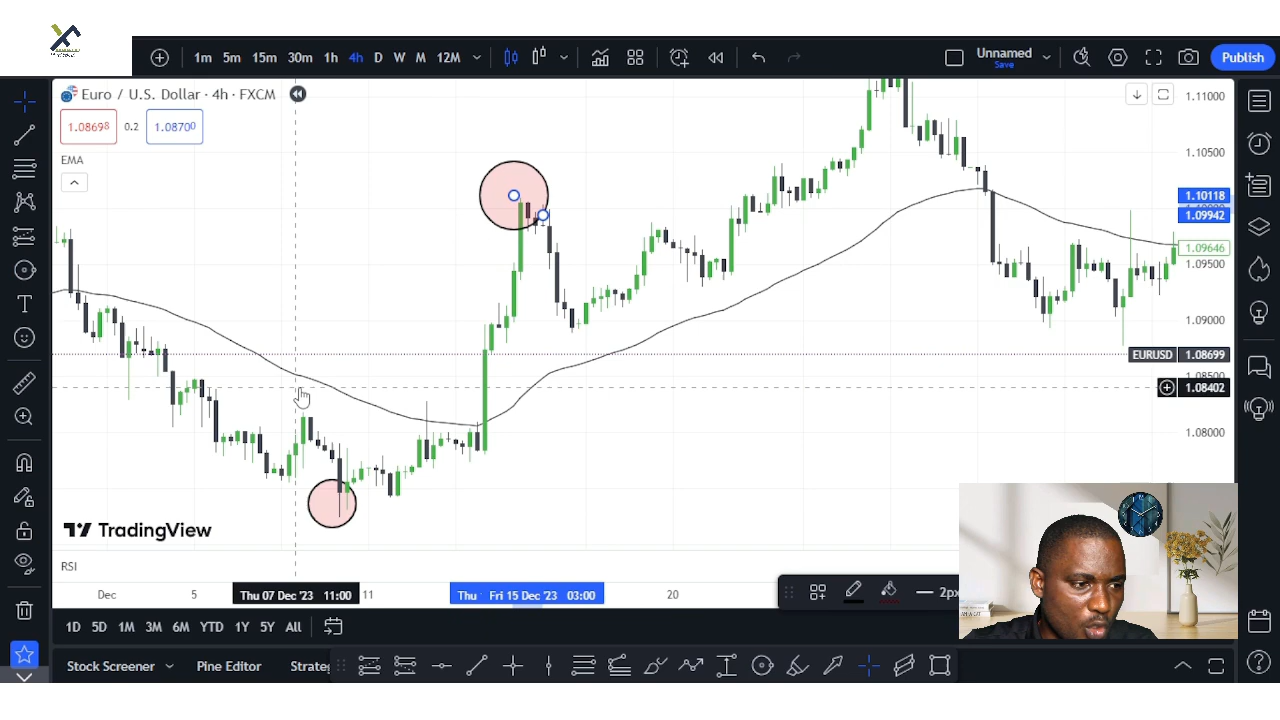 1m 5m 15m 30m 1h 4h D W M 12M
Unnamed
Save
Publish
Euro / U.S. Dollar · 4h · FXCM
1.08698 0.2 1.08700
EMA
1.11000
1.10500
1.10118
1.09942
1.09646
1.09500
1.09000
EURUSD 1.08699
1.08500
1.08402
1.08000
TradingView
RSI
Dec 5 Thu 07 Dec '23 11:00 11 Thu Fri 15 Dec '23 03:00 20
2px
1D 5D 1M 3M 6M YTD 1Y 5Y All
Stock Screener Pine Editor Strate